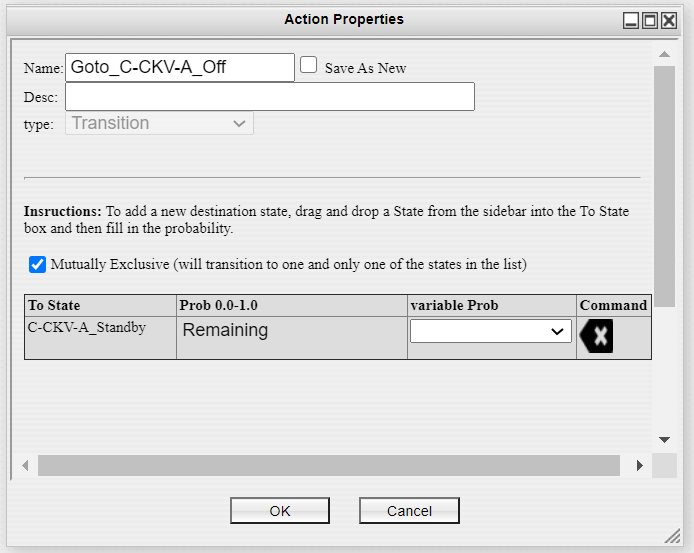 Action Properties
Name: Goto_C-CKV-A_Off Save As New
Desc:
type: Transition
Insructions: To add a new destination state, drag and drop a State from the sidebar into the To State
box and then fill in the probability.
Mutually Exclusive (will transition to one and only one of the states in the list)
To State Prob 0.0-1.0 variable Prob Command
C-CKV-A_Standby Remaining
OK Cancel